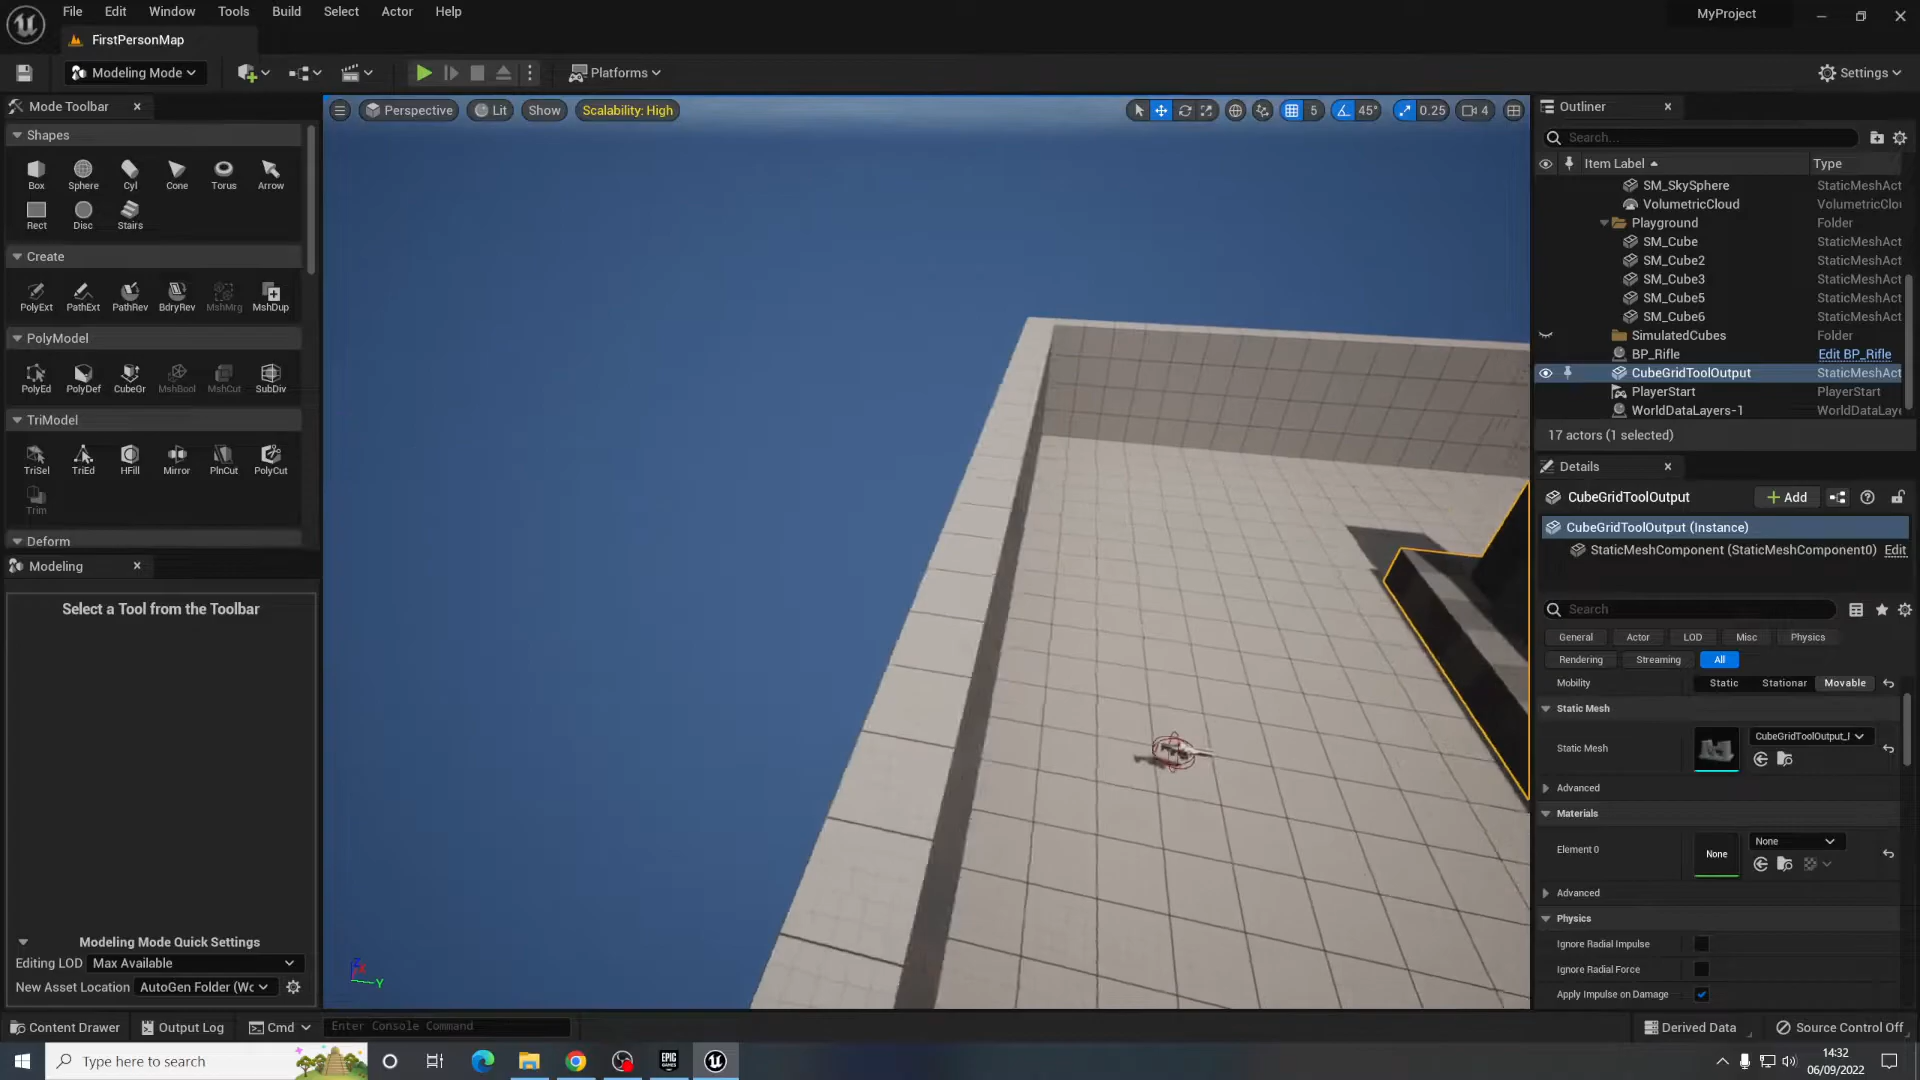 File Edit Window Tools Build Select Actor Help
MyProject
FirstPersonMap
Modeling Mode
Platforms
Settings
Mode Toolbar
Shapes
Box Sphere Cyl Cone Torus Arrow
Rect Disc Stairs
Create
PolyExt PathExt PathRev BdryRev MshMrg MshDup
PolyModel
PolyEd PolyDef CubeGr MshBool MshCut SubDiv
TriModel
TriSel TriEd HFill Mirror PlnCut PolyCut
Trim
Deform
Modeling
Select a Tool from the Toolbar
Modeling Mode Quick Settings
Editing LOD Max Available
New Asset Location AutoGen Folder (Wc
Perspective Lit Show Scalability: High
5 45° 0.25 4
Z
X
Y
Outliner
Search...
Item Label Type
SM_SkySphere StaticMeshAct
VolumetricCloud VolumetricClou
Playground Folder
SM_Cube StaticMeshAct
SM_Cube2 StaticMeshAct
SM_Cube3 StaticMeshAct
SM_Cube5 StaticMeshAct
SM_Cube6 StaticMeshAct
SimulatedCubes Folder
BP_Rifle Edit BP_Rifle
CubeGridToolOutput StaticMeshAct
PlayerStart PlayerStart
WorldDataLayers-1 WorldDataLaye
17 actors (1 selected)
Details
CubeGridToolOutput
Add
CubeGridToolOutput (Instance)
StaticMeshComponent (StaticMeshComponent0) Edit
Search
General Actor LOD Misc Physics
Rendering Streaming All
Mobility Static Stationar Movable
Static Mesh
Static Mesh CubeGridToolOutput_
Advanced
Materials
Element 0 None None
Advanced
Physics
Ignore Radial Impulse
Ignore Radial Force
Apply Impulse on Damage
Content Drawer Output Log Cmd Enter Console Command
Derived Data Source Control Off
Type here to search
EPIC
GAMES
14:32
06/09/2022